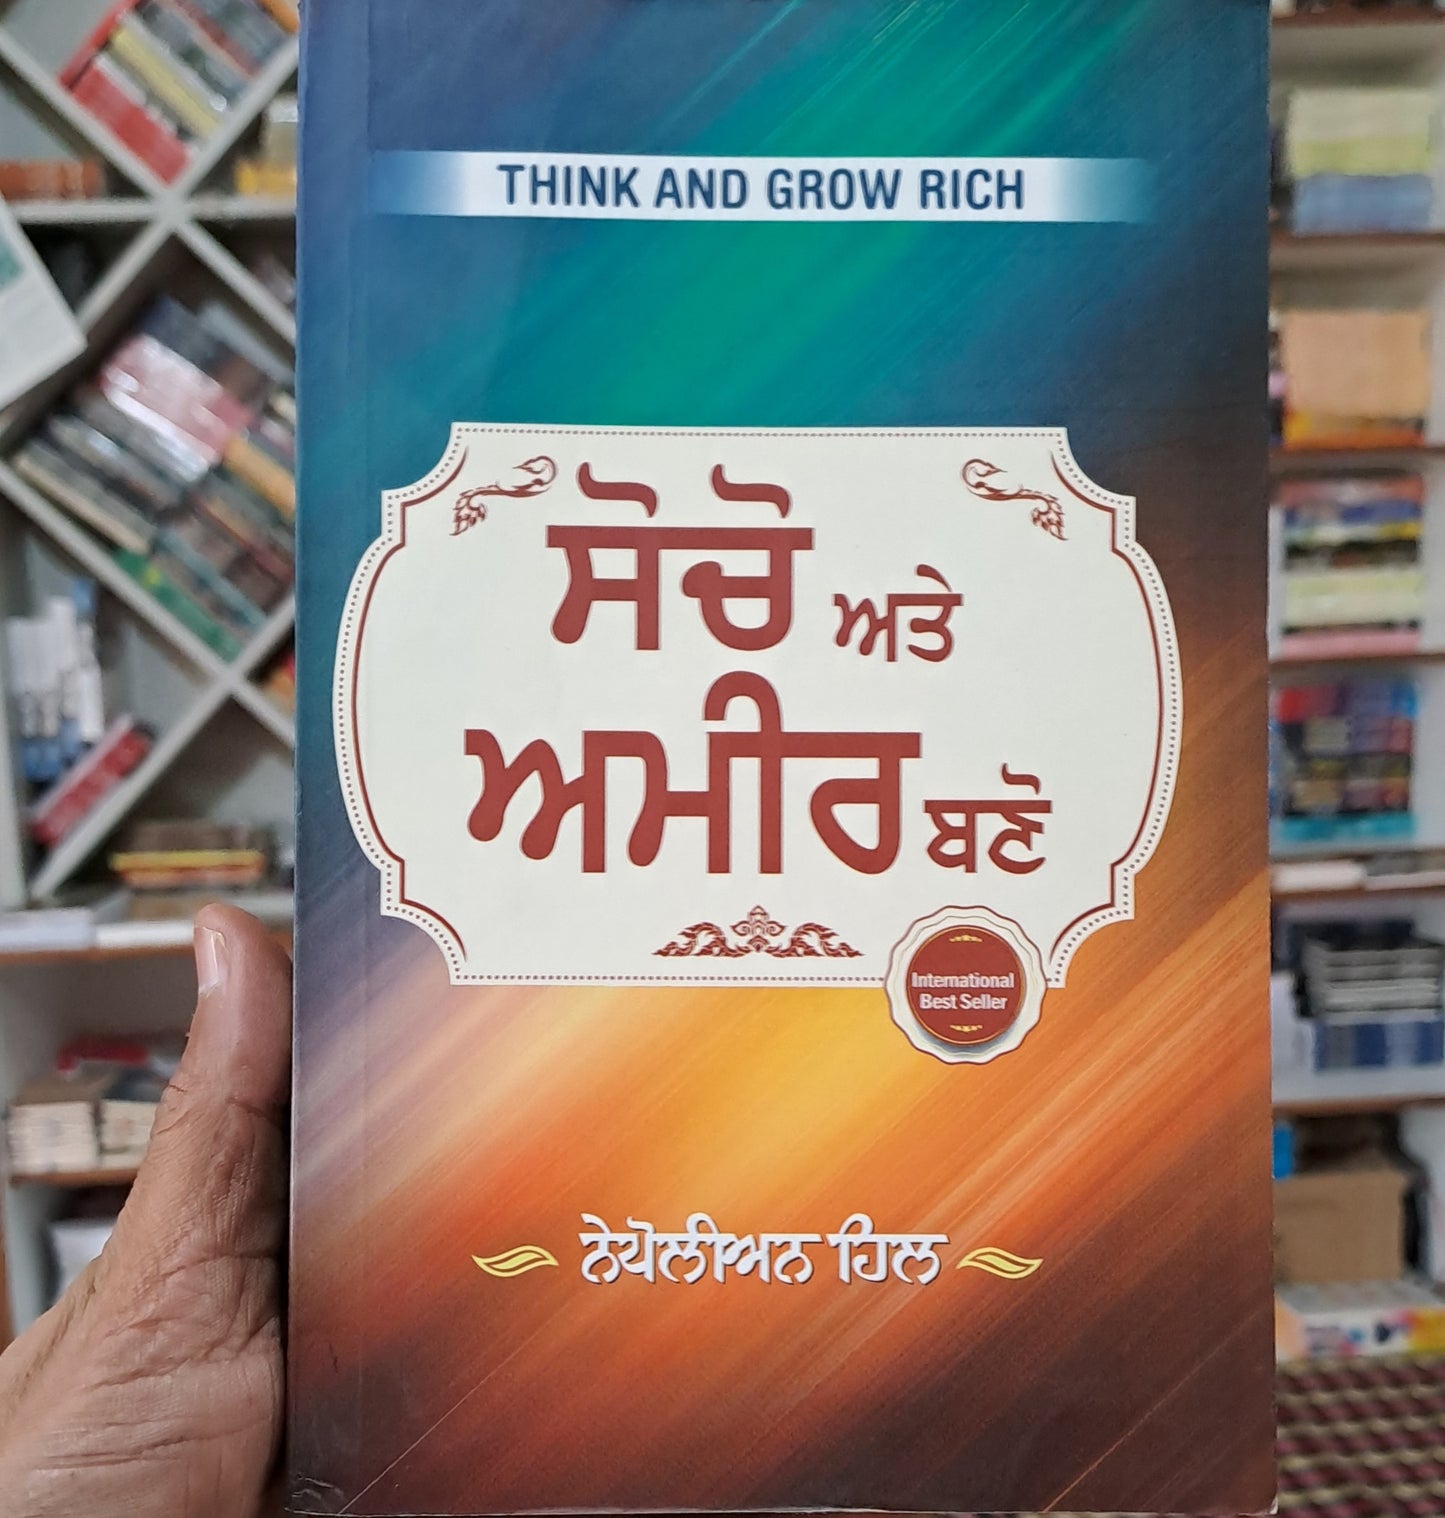 THINK AND GROW RICH
ਸੋਚੋ ਅਤੇ
ਅਮੀਰ ਬਣੋ
International
Best Seller
ਨੇਪੋਲੀਅਨ ਹਿਲ